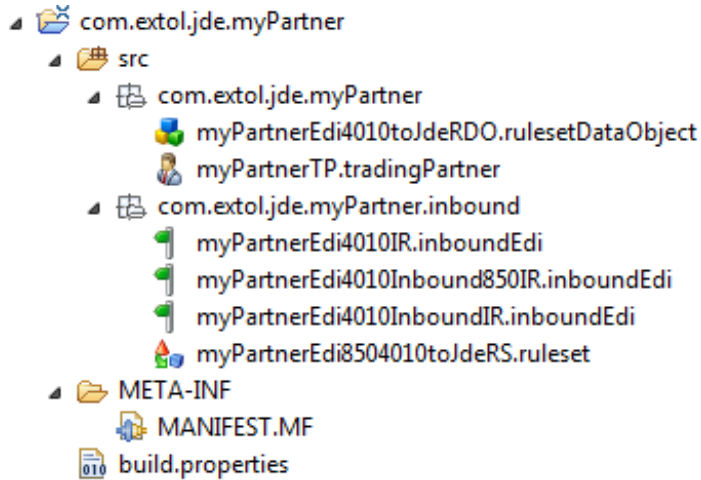 com.extol.jde.myPartner
src
com.extol.jde.myPartner
myPartnerEdi4010toJdeRDO.rulesetDataObject
myPartnerTP.tradingPartner
com.extol.jde.myPartner.inbound
myPartnerEdi4010IR.inboundEdi
myPartnerEdi4010Inbound850IR.inboundEdi
myPartnerEdi4010InboundIR.inboundEdi
myPartnerEdi8504010toJdeRS.ruleset
META-INF
MANIFEST.MF
010 build.properties